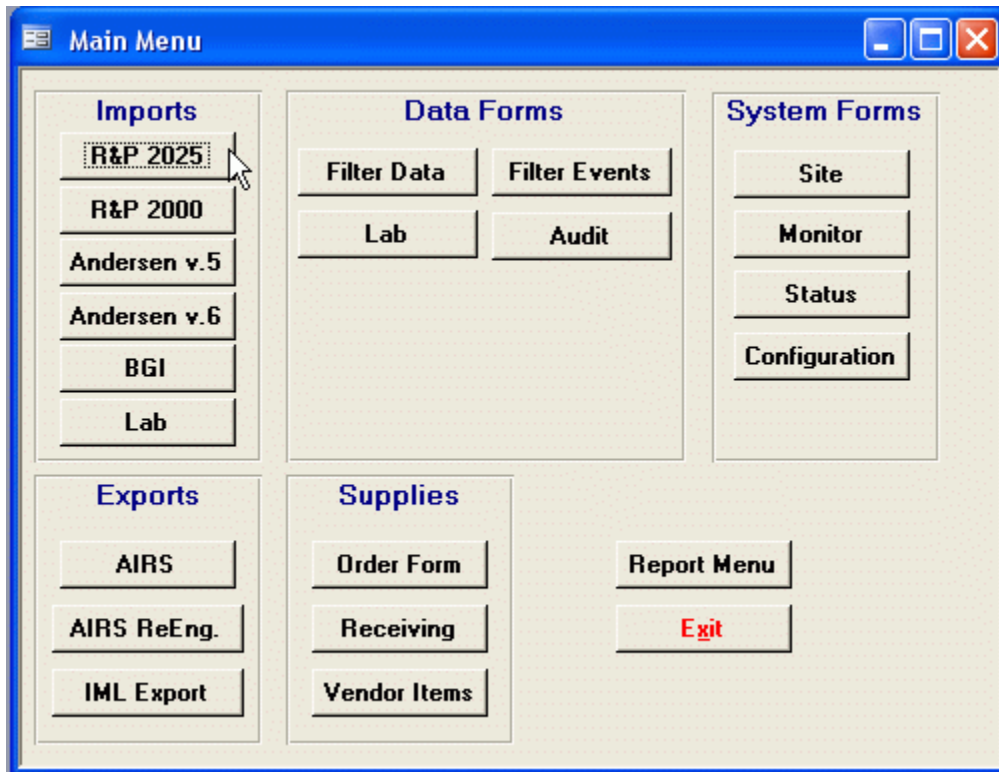 Main Menu
Imports
R&P 2025
R&P 2000
Andersen v.5
Andersen v.6
BGI
Lab
Data Forms
Filter Data
Filter Events
Lab
Audit
System Forms
Site
Monitor
Status
Configuration
Exports
AIRS
AIRS ReEng.
IML Export
Supplies
Order Form
Receiving
Vendor Items
Report Menu
Exit